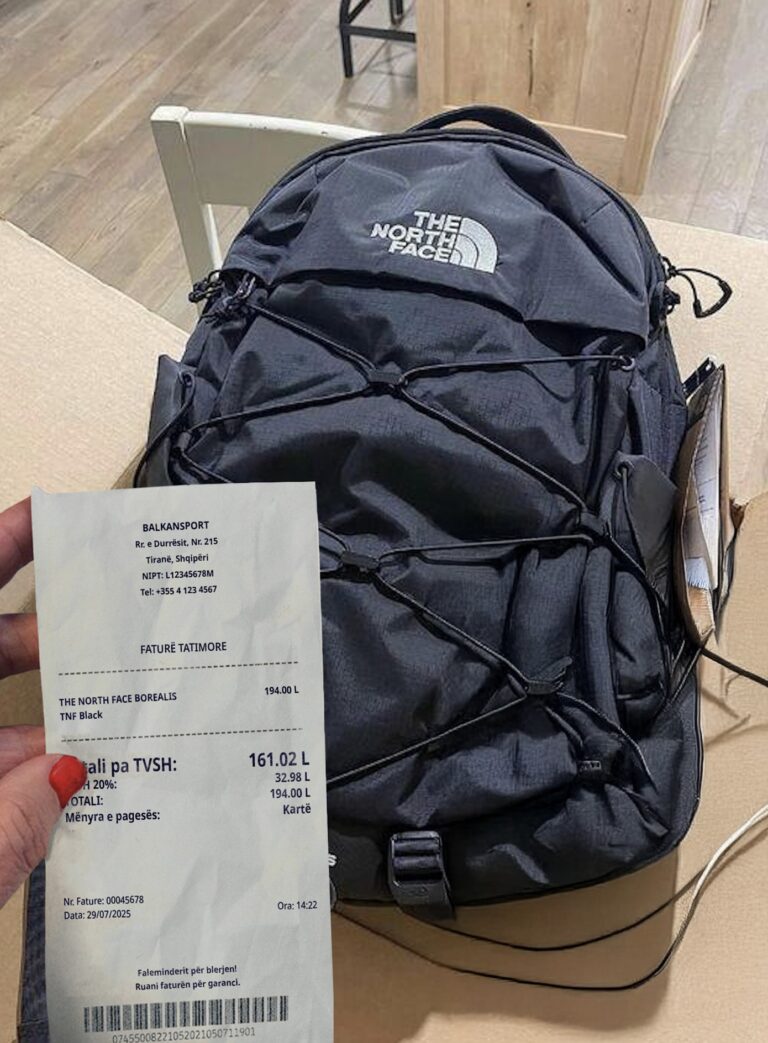 THE
NORTH
FACE
BALKANSPORT
Rr. e Durrësit, Nr. 215
Tiranë, Shqipëri
NIPT: L12345678M
Tel: +355 4 123 4567
FATURË TATIMORE
THE NORTH FACE BOREALIS 194.00 L
TNF Black
tali pa TVSH: 161.02 L
H 20%: 32.98 L
OTALI: 194.00 L
Mënyra e pagesës: Kartë
Nr. Fature: 00045678
Data: 29/07/2025 Ora: 14:22
Faleminderit për blerjen!
Ruani faturën për garanci.
07455008221052021050711901